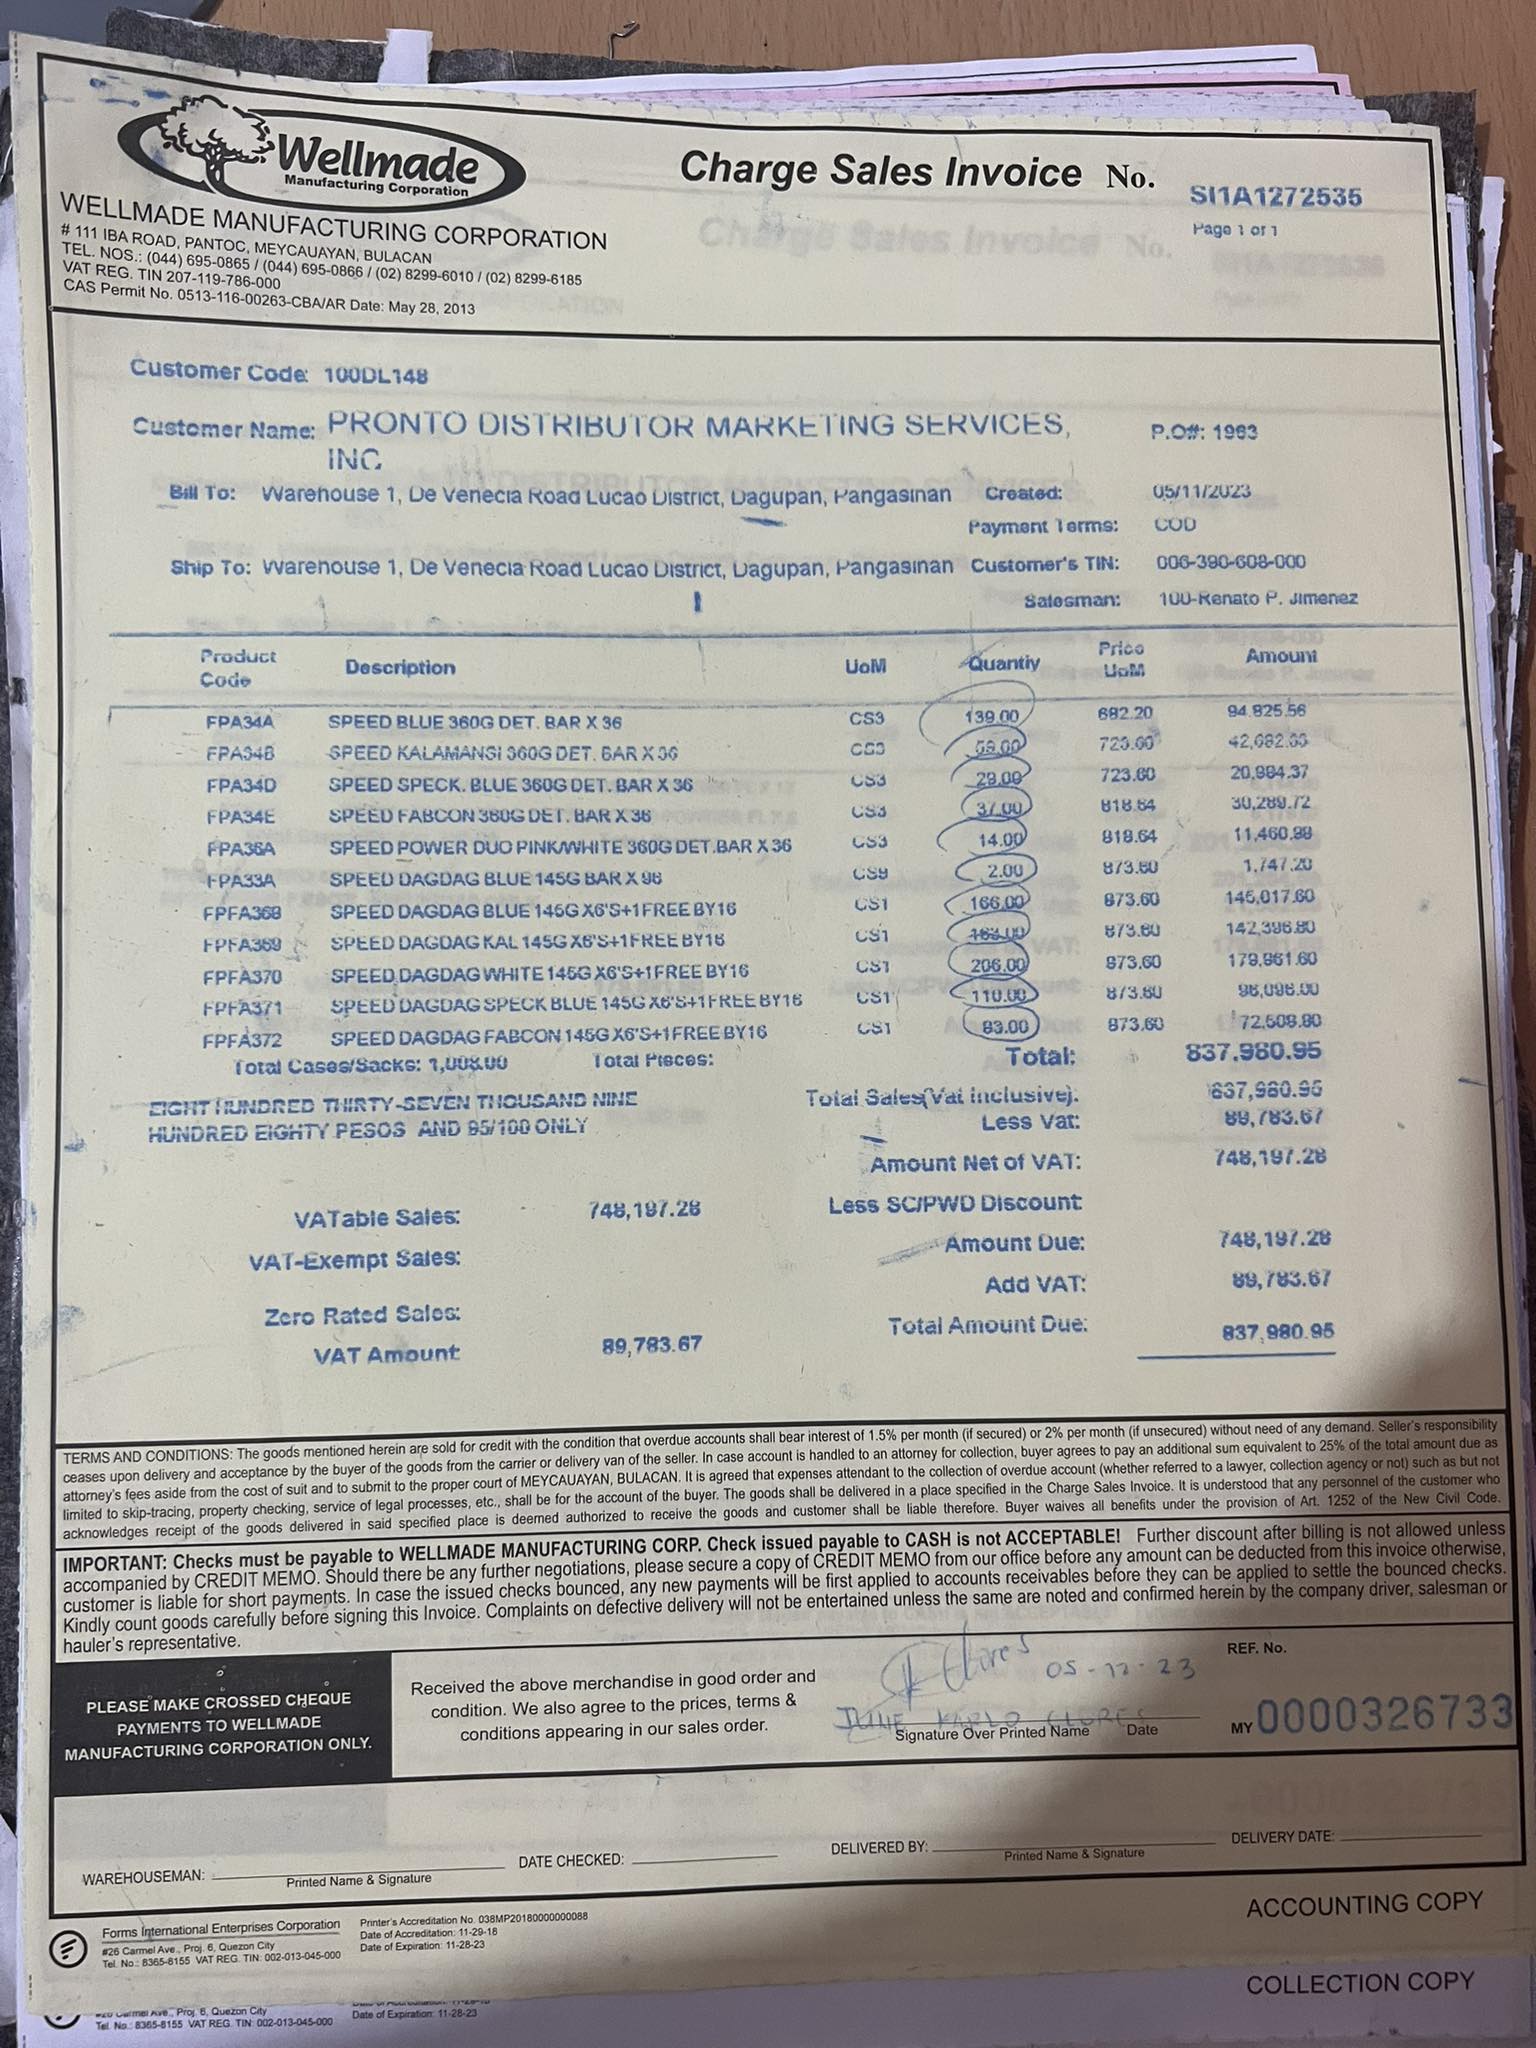 Wellmade
Manufacturing Corporation
Charge Sales Invoice No. SI1A1272535
Page 1 of 1
WELLMADE MANUFACTURING CORPORATION
# 111 IBA ROAD, PANTOC, MEYCAUAYAN, BULACAN
TEL. NOS.: (044) 695-0865 / (044) 695-0866 / (02) 8299-6010 / (02) 8299-6185
VAT REG. TIN 207-119-786-000
CAS Permit No. 0513-116-00263-CBA/AR Date: May 28, 2013
Customer Code: 100DL148
Customer Name: PRONTO DISTRIBUTOR MARKETING SERVICES, INC
P.O#: 1963
Bill To: Warehouse 1, De Venecia Road Lucao District, Dagupan, Pangasinan Created: 05/11/2023
Payment Terms: COD
Ship To: Warehouse 1, De Venecia Road Lucao District, Dagupan, Pangasinan Customer's TIN: 006-390-608-000
Salesman: 100-Renato P. Jimenez
Product Code Description UoM Quantiy Price UoM Amount
FPA34A SPEED BLUE 360G DET. BAR X 36 CS3 139.00 682.20 94,825.56
FPA34B SPEED KALAMANSI 360G DET. BAR X 36 CS3 59.00 723.60
FPA34D SPEED SPECK. BLUE 360G DET. BAR X 36 CS3 29.00 723.60 20,984.37
FPA34E SPEED FABCON 360G DET. BAR X 36 CS3 37.00 818.64 30,289.72
FPA36A SPEED POWER DUO PINK/WHITE 360G DET.BAR X 36 CS3 14.00 818.64 11,460.98
FPA33A SPEED DAGDAG BLUE 145G BAR X 96 CS9 2.00 873.60 1,747.20
FPFA368 SPEED DAGDAG BLUE 145G X6'S+1FREE BY16 CS1 166.00 873.60 145,017.60
FPFA369 SPEED DAGDAG KAL 145G X6'S+1FREE BY16 CS1 163.00 873.60 142,396.80
FPFA370 SPEED DAGDAG WHITE 145G X6'S+1FREE BY16 CS1 206.00 873.60 179,961.60
FPFA371 SPEED DAGDAG SPECK BLUE 145G X6'S+1FREE BY16 CS1 110.00 873.60 96,096.00
FPFA372 SPEED DAGDAG FABCON 145G X6'S+1FREE BY16 CS1 83.00 873.60 72,508.80
Total Cases/Sacks: 1,008.00 Total Pieces: Total: 837,980.95
EIGHT HUNDRED THIRTY-SEVEN THOUSAND NINE
HUNDRED EIGHTY PESOS AND 95/100 ONLY
Total Sales(Vat Inclusive): 837,980.95
Less Vat: 89,783.67
Amount Net of VAT: 748,197.28
VATable Sales: 748,197.28 Less SC/PWD Discount
VAT-Exempt Sales: Amount Due: 748,197.28
Zero Rated Sales: Add VAT: 89,783.67
VAT Amount 89,783.67 Total Amount Due: 837,980.95
TERMS AND CONDITIONS: The goods mentioned herein are sold for credit with the condition that overdue accounts shall bear interest of 1.5% per month (if secured) or 2% per month (if unsecured) without need of any demand. Seller's responsibility
ceases upon delivery and acceptance by the buyer of the goods from the carrier or delivery van of the seller. In case account is handled to an attorney for collection, buyer agrees to pay an additional sum equivalent to 25% of the total amount due as
attorney's fees aside from the cost of suit and to submit to the proper court of MEYCAUAYAN, BULACAN. It is agreed that expenses attendant to the collection of overdue account (whether referred to a lawyer, collection agency or not) such as but not
limited to skip-tracing, property checking, service of legal processes, etc., shall be for the account of the buyer. The goods shall be delivered in a place specified in the Charge Sales Invoice. It is understood that any personnel of the customer who
acknowledges receipt of the goods delivered in said specified place is deemed authorized to receive the goods and customer shall be liable therefore. Buyer waives all benefits under the provision of Art. 1252 of the New Civil Code.
IMPORTANT: Checks must be payable to WELLMADE MANUFACTURING CORP. Check issued payable to CASH is not ACCEPTABLE! Further discount after billing is not allowed unless
accompanied by CREDIT MEMO. Should there be any further negotiations, please secure a copy of CREDIT MEMO from our office before any amount can be deducted from this invoice otherwise,
customer is liable for short payments. In case the issued checks bounced, any new payments will be first applied to accounts receivables before they can be applied to settle the bounced checks.
Kindly count goods carefully before signing this Invoice. Complaints on defective delivery will not be entertained unless the same are noted and confirmed herein by the company driver, salesman or
hauler's representative.
PLEASE MAKE CROSSED CHEQUE
PAYMENTS TO WELLMADE
MANUFACTURING CORPORATION ONLY.
Received the above merchandise in good order and
condition. We also agree to the prices, terms &
conditions appearing in our sales order.
05-12-23
Signature Over Printed Name Date
REF. No.
MY 0000326733
WAREHOUSEMAN:
Printed Name & Signature
DATE CHECKED:
DELIVERED BY:
Printed Name & Signature
DELIVERY DATE:
Forms International Enterprises Corporation
#26 Carmel Ave., Proj. 6, Quezon City
Tel. No.: 8365-8155 VAT REG. TIN: 002-013-045-000
Printer's Accreditation No. 038MP20180000000088
Date of Accreditation: 11-29-18
Date of Expiration: 11-28-23
ACCOUNTING COPY
#26 Carmel Ave., Proj. 6, Quezon City
Tel. No.: 8365-8155 VAT REG. TIN: 002-013-045-000
Date of Expiration: 11-28-23
COLLECTION COPY